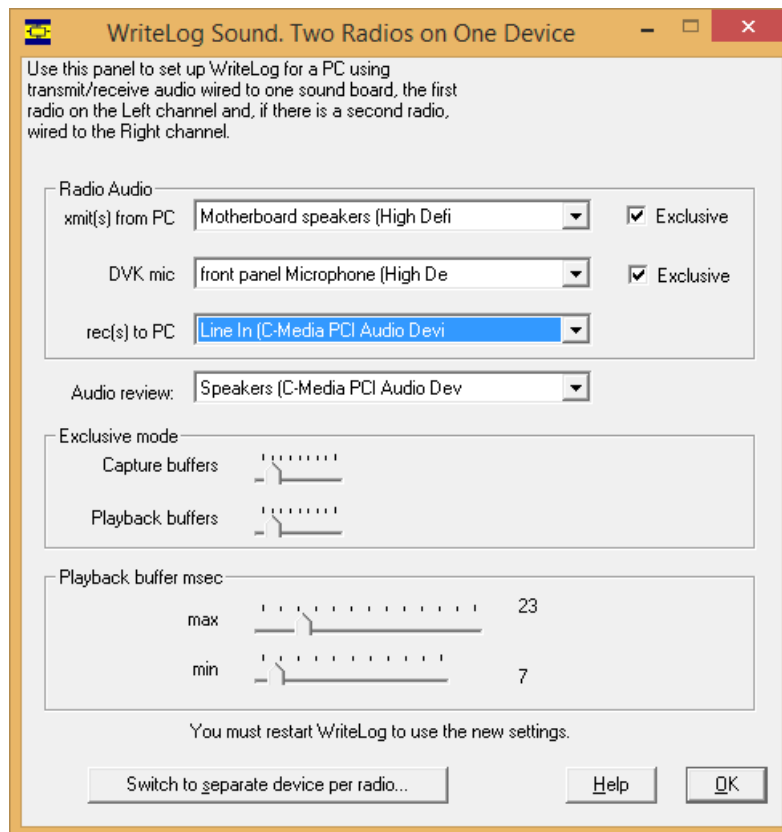 WriteLog Sound. Two Radios on One Device
Use this panel to set up WriteLog for a PC using
transmit/receive audio wired to one sound board, the first
radio on the Left channel and, if there is a second radio,
wired to the Right channel.
Radio Audio
xmit(s) from PC Motherboard speakers (High Defi Exclusive
DVK mic front panel Microphone (High De Exclusive
rec(s) to PC Line In (C-Media PCI Audio Devi
Audio review: Speakers (C-Media PCI Audio Dev
Exclusive mode
Capture buffers
Playback buffers
Playback buffer msec
max 23
min 7
You must restart WriteLog to use the new settings.
Switch to separate device per radio... Help OK